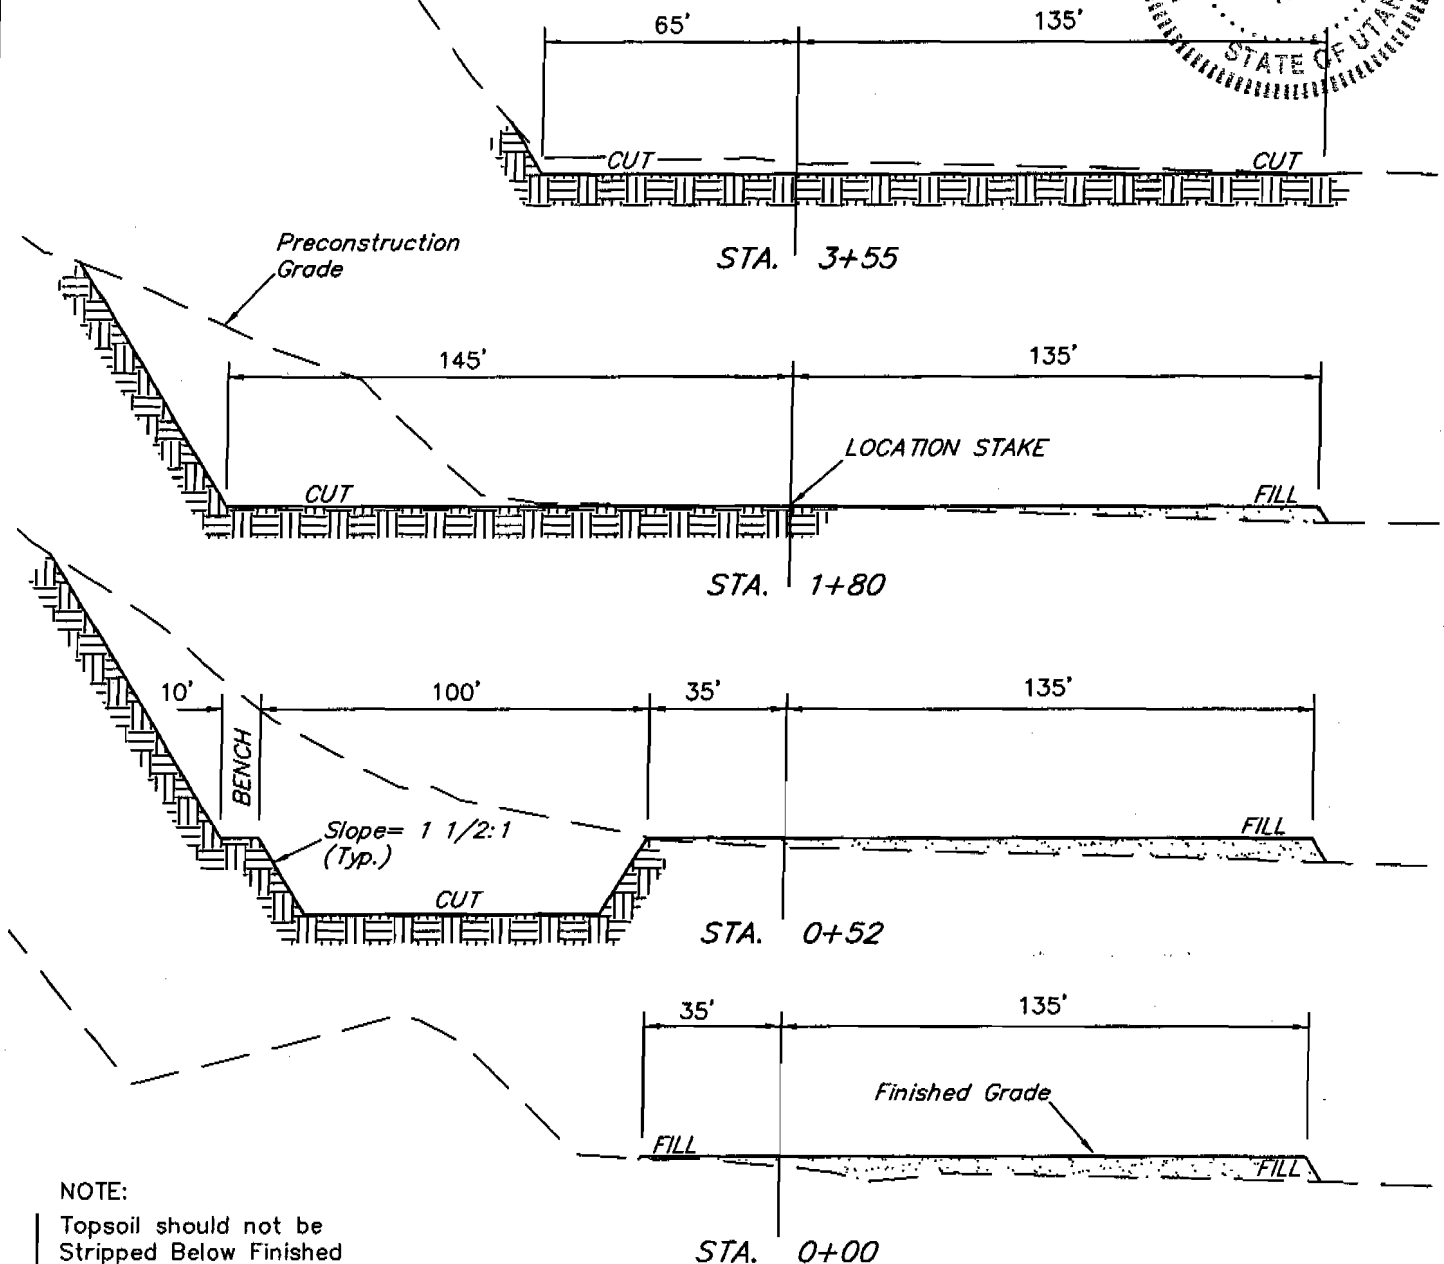 65' 135'
STATE OF UTAH
CUT CUT
STA. 3+55
Preconstruction
Grade
145' 135'
LOCATION STAKE
CUT FILL
STA. 1+80
10' 100' 35' 135'
BENCH
Slope= 1 1/2:1
(Typ.)
FILL
CUT
STA. 0+52
35' 135'
Finished Grade
FILL FILL
NOTE:
Topsoil should not be
Stripped Below Finished
STA. 0+00